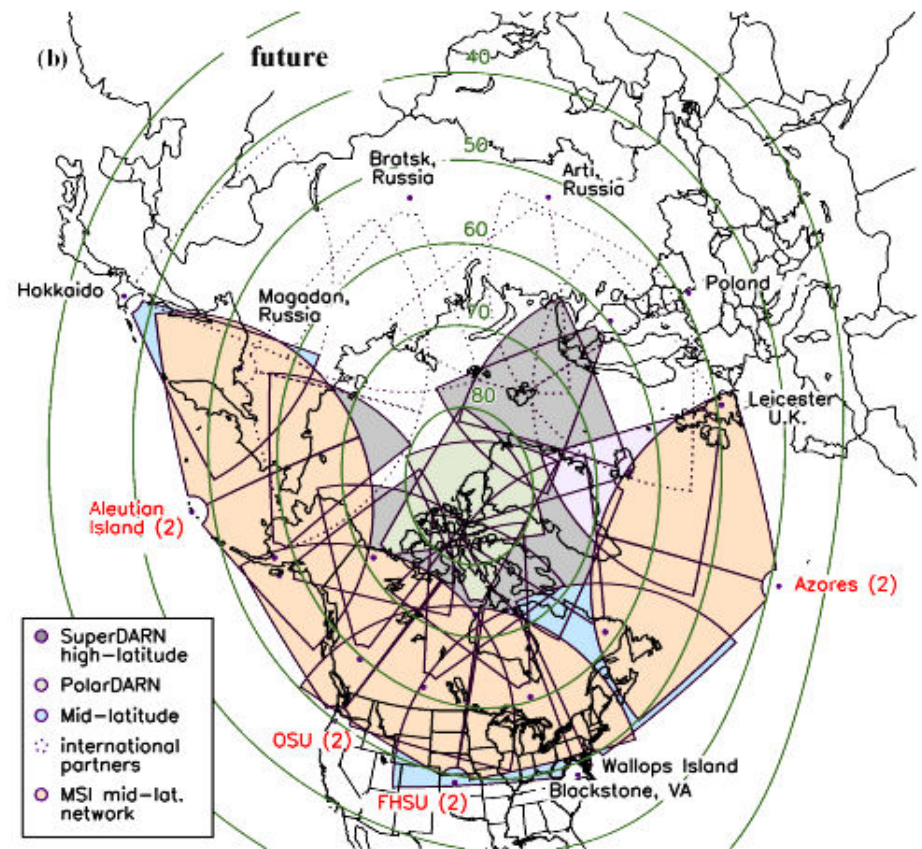 (b)
future
40
50
Bratsk,
Russia
Arti,
Russia
60
Hokkaido
Magadan,
Russia
Poland
70
80
Leicester
U.K.
Aleutian
Island (2)
Azores (2)
SuperDARN
high-latitude
PolarDARN
Mid-latitude
international
partners
MSI mid-lat.
network
OSU (2)
FHSU (2)
Wallops Island
Blackstone, VA